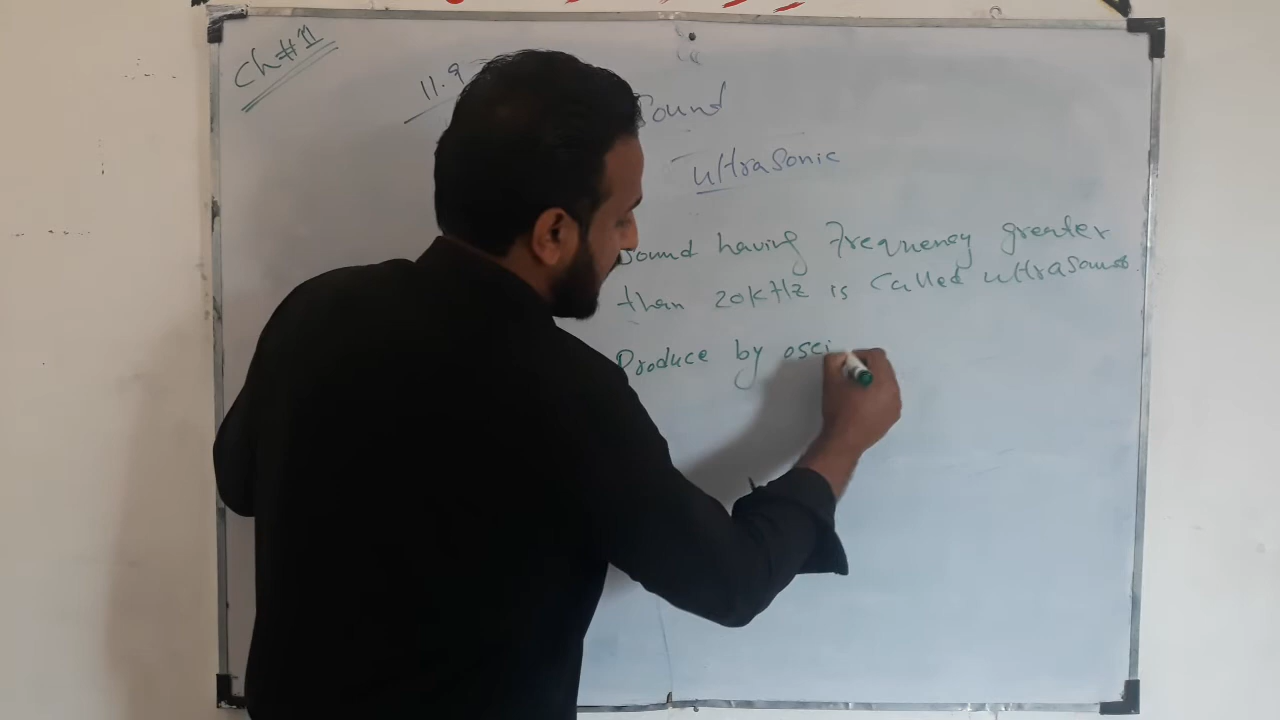 Ch#11
11.9
Sound
ultrasonic
Sound having Frequency greater
than 20KHz is called ultrasound
Produce by osci